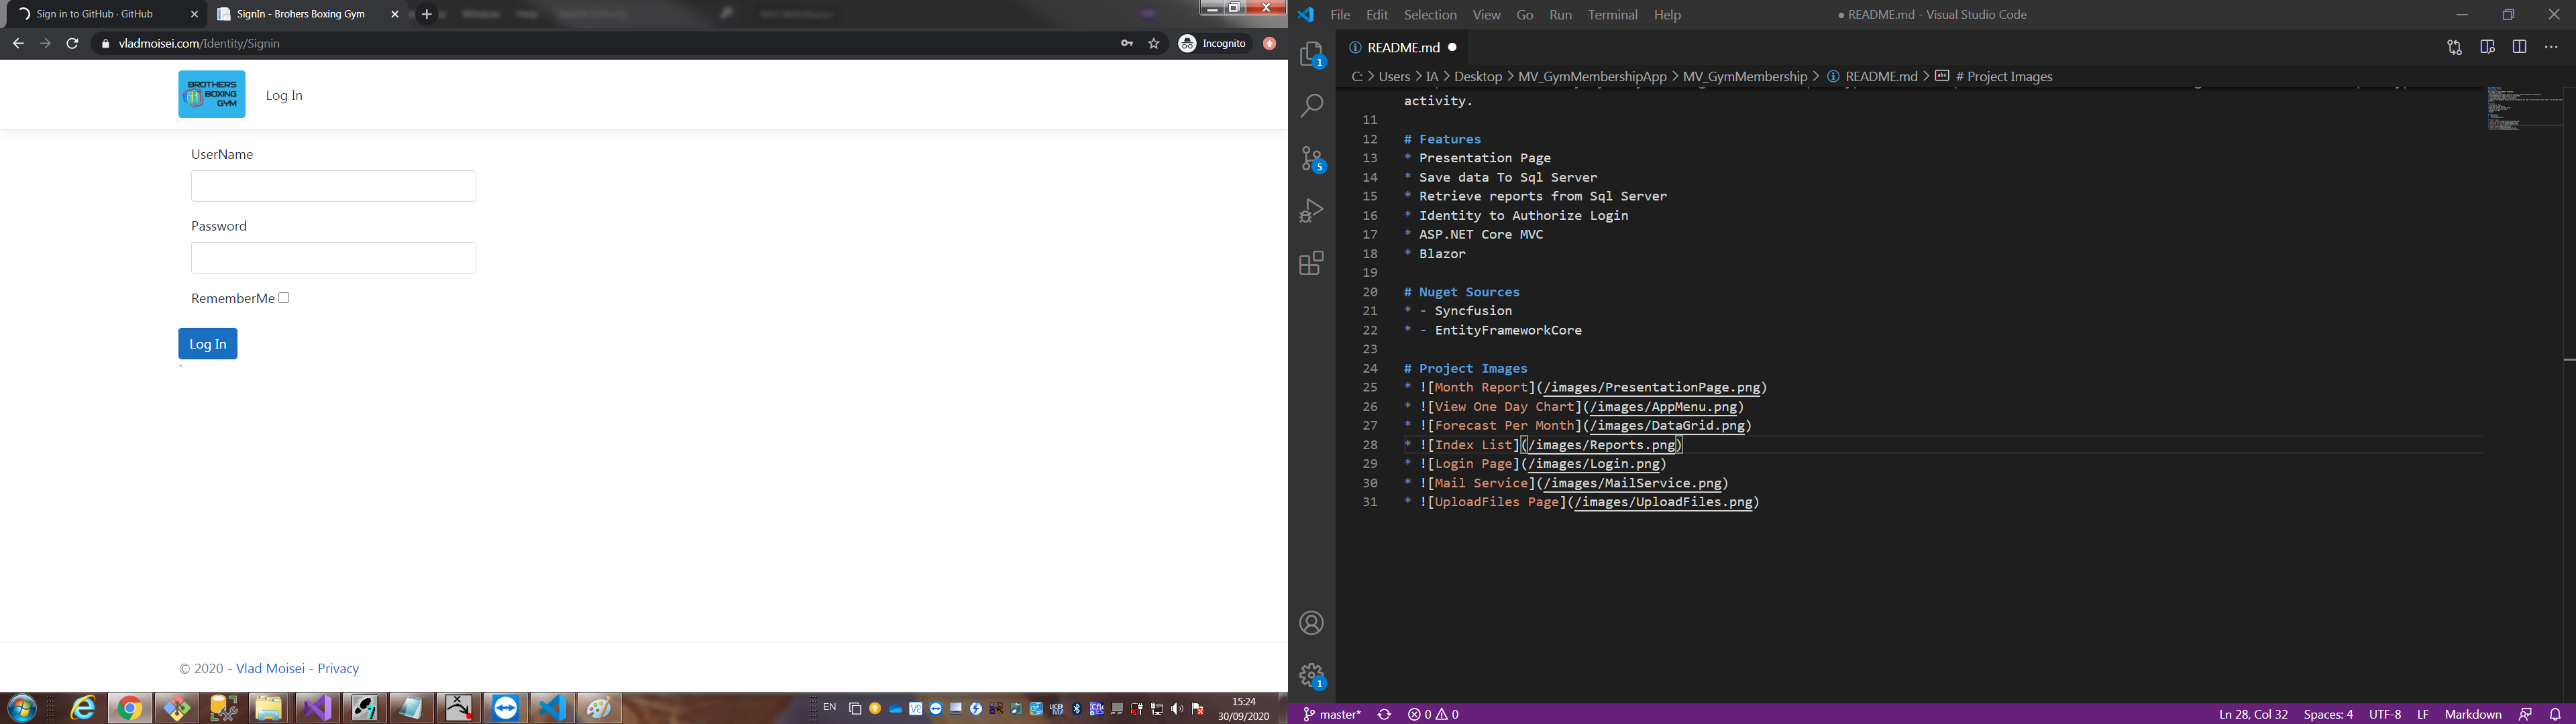 Sign in to GitHub · GitHub
SignIn - Brohers Boxing Gym
vladmoisei.com/Identity/Signin
Incognito
BROTHERS
BOXING
GYM
Log In
UserName
Password
RememberMe
Log In
© 2020 - Vlad Moisei - Privacy
EN
15:24
30/09/2020
File Edit Selection View Go Run Terminal Help
● README.md - Visual Studio Code
README.md ●
C: > Users > IA > Desktop > MV_GymMembershipApp > MV_GymMembership > README.md > # Project Images
activity.
11
12 # Features
13 * Presentation Page
14 * Save data To Sql Server
15 * Retrieve reports from Sql Server
16 * Identity to Authorize Login
17 * ASP.NET Core MVC
18 * Blazor
19
20 # Nuget Sources
21 * - Syncfusion
22 * - EntityFrameworkCore
23
24 # Project Images
25 * ![Month Report](/images/PresentationPage.png)
26 * ![View One Day Chart](/images/AppMenu.png)
27 * ![Forecast Per Month](/images/DataGrid.png)
28 * ![Index List](/images/Reports.png)
29 * ![Login Page](/images/Login.png)
30 * ![Mail Service](/images/MailService.png)
31 * ![UploadFiles Page](/images/UploadFiles.png)
1
5
1
master* 0 0
Ln 28, Col 32 Spaces: 4 UTF-8 LF Markdown